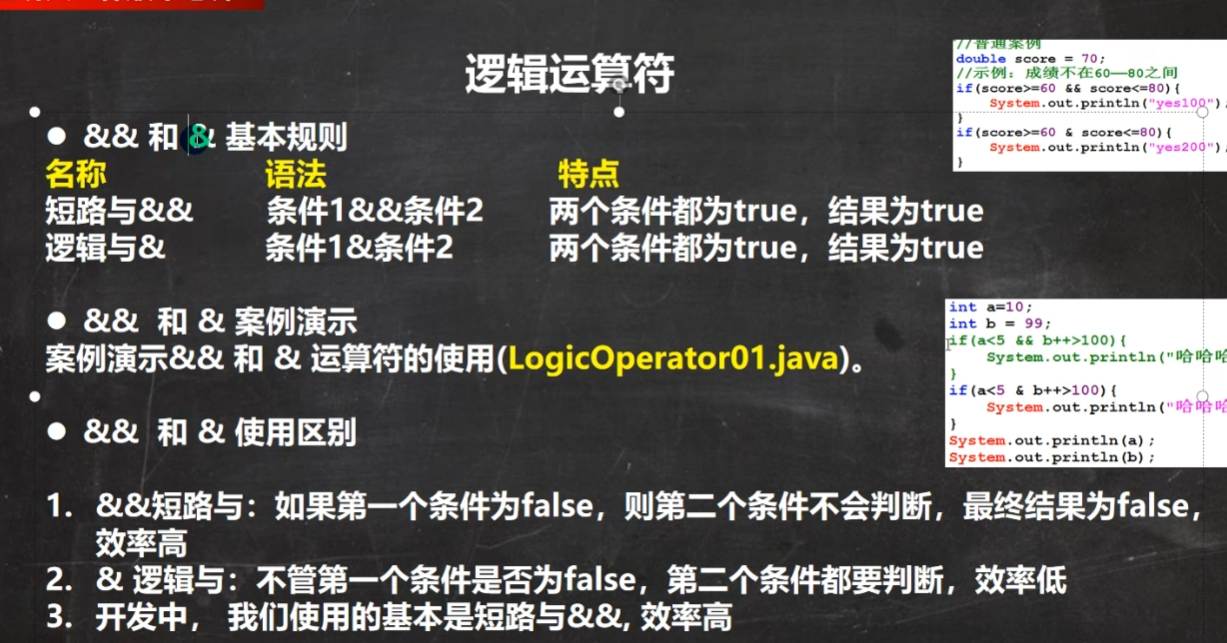 逻辑运算符
● && 和 & 基本规则
名称 语法 特点
短路与&& 条件1&&条件2 两个条件都为true，结果为true
逻辑与& 条件1&条件2 两个条件都为true，结果为true
● && 和 & 案例演示
案例演示&& 和 & 运算符的使用(LogicOperator01.java)。
● && 和 & 使用区别
1. &&短路与：如果第一个条件为false，则第二个条件不会判断，最终结果为false，
效率高
2. & 逻辑与：不管第一个条件是否为false，第二个条件都要判断，效率低
3. 开发中， 我们使用的基本是短路与&&, 效率高
//普通案例
double score = 70;
//示例：成绩不在60—80之间
if(score>=60 && score<=80){
System.out.println("yes100")
}
if(score>=60 & score<=80){
System.out.println("yes200")
}
int a=10;
int b = 99;
if(a<5 && b++>100){
System.out.println("哈哈哈
}
if(a<5 & b++>100){
System.out.println("哈哈哈
}
System.out.println(a);
System.out.println(b);